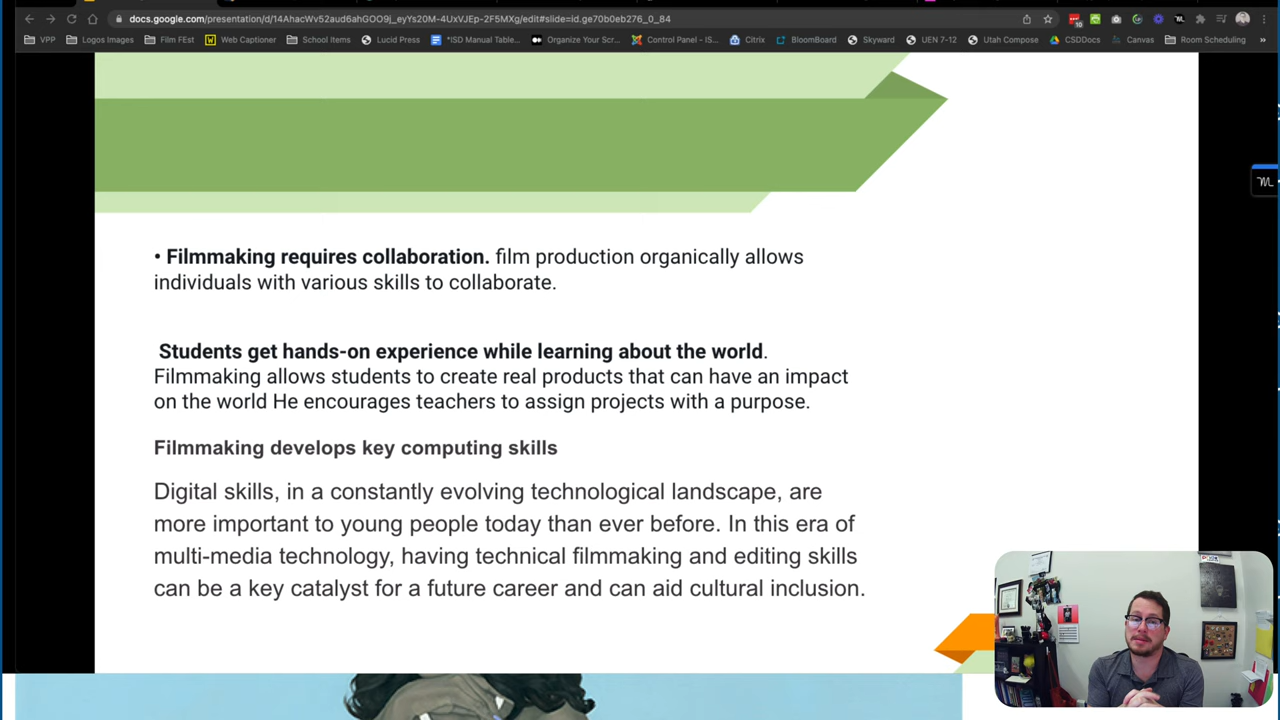 docs.google.com/presentation/d/14AhacWv52aud6ahGOO9j_eyYs20M-4UxVJEp-2F5MXg/edit#slide=id.ge70b0eb276_0_84
VPP Logos Images Film FEst Web Captioner School items Lucid Press *ISD Manual Table... Organize Your Scr... Control Panel - IS... Citrix BloomBoard Skyward UEN 7-12 Utah Compose CSDDocs Canvas Room Scheduling »
• Filmmaking requires collaboration. film production organically allows
individuals with various skills to collaborate.
Students get hands-on experience while learning about the world.
Filmmaking allows students to create real products that can have an impact
on the world He encourages teachers to assign projects with a purpose.
Filmmaking develops key computing skills
Digital skills, in a constantly evolving technological landscape, are
more important to young people today than ever before. In this era of
multi-media technology, having technical filmmaking and editing skills
can be a key catalyst for a future career and can aid cultural inclusion.